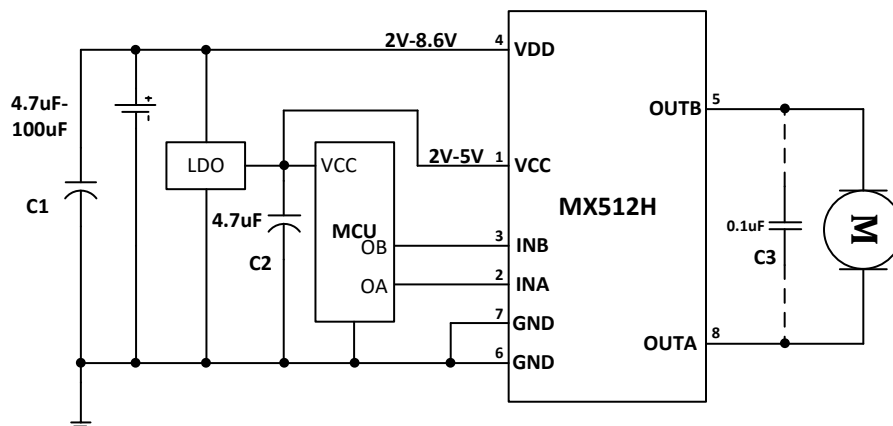 2V-8.6V
4
VDD
4.7uF-
100uF
+
-
5
OUTB
LDO
VCC
2V-5V
1
VCC
MX512H
C1
4.7uF
MCU
C2
OB
3
INB
0.1uF
C3
M
OA
2
INA
7
GND
6
GND
OUTA
8